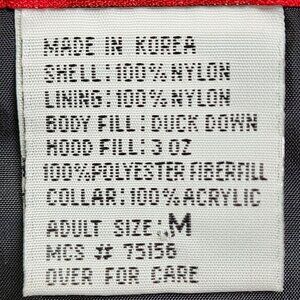 MADE IN KOREA
SHELL: 100% NYLON
LINING: 100% NYLON
BODY FILL: DUCK DOWN
HOOD FILL: 3 OZ
100% POLYESTER FIBERFILL
COLLAR: 100% ACRYLIC
ADULT SIZE: M
MCS # 75156
OVER FOR CARE